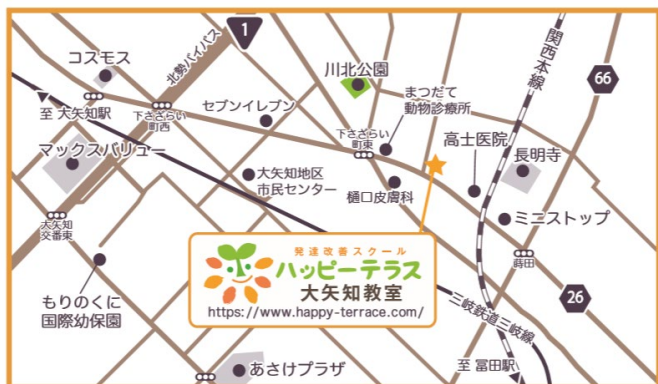 1
コスモス
北勢バイパス
川北公園
関西本線
66
至 大矢知駅
下さざらい
町西
セブンイレブン
まつだて
動物診療所
下さざらい
町東
高士医院
長明寺
マックスバリュー
大矢知地区
市民センター
樋口皮膚科
ミニストップ
大矢知
交番東
蒔田
発達改善スクール
ハッピーテラス
大矢知教室
https://www.happy-terrace.com/
もりのくに
国際幼保園
26
三岐鉄道三岐線
至 冨田駅
あさけプラザ